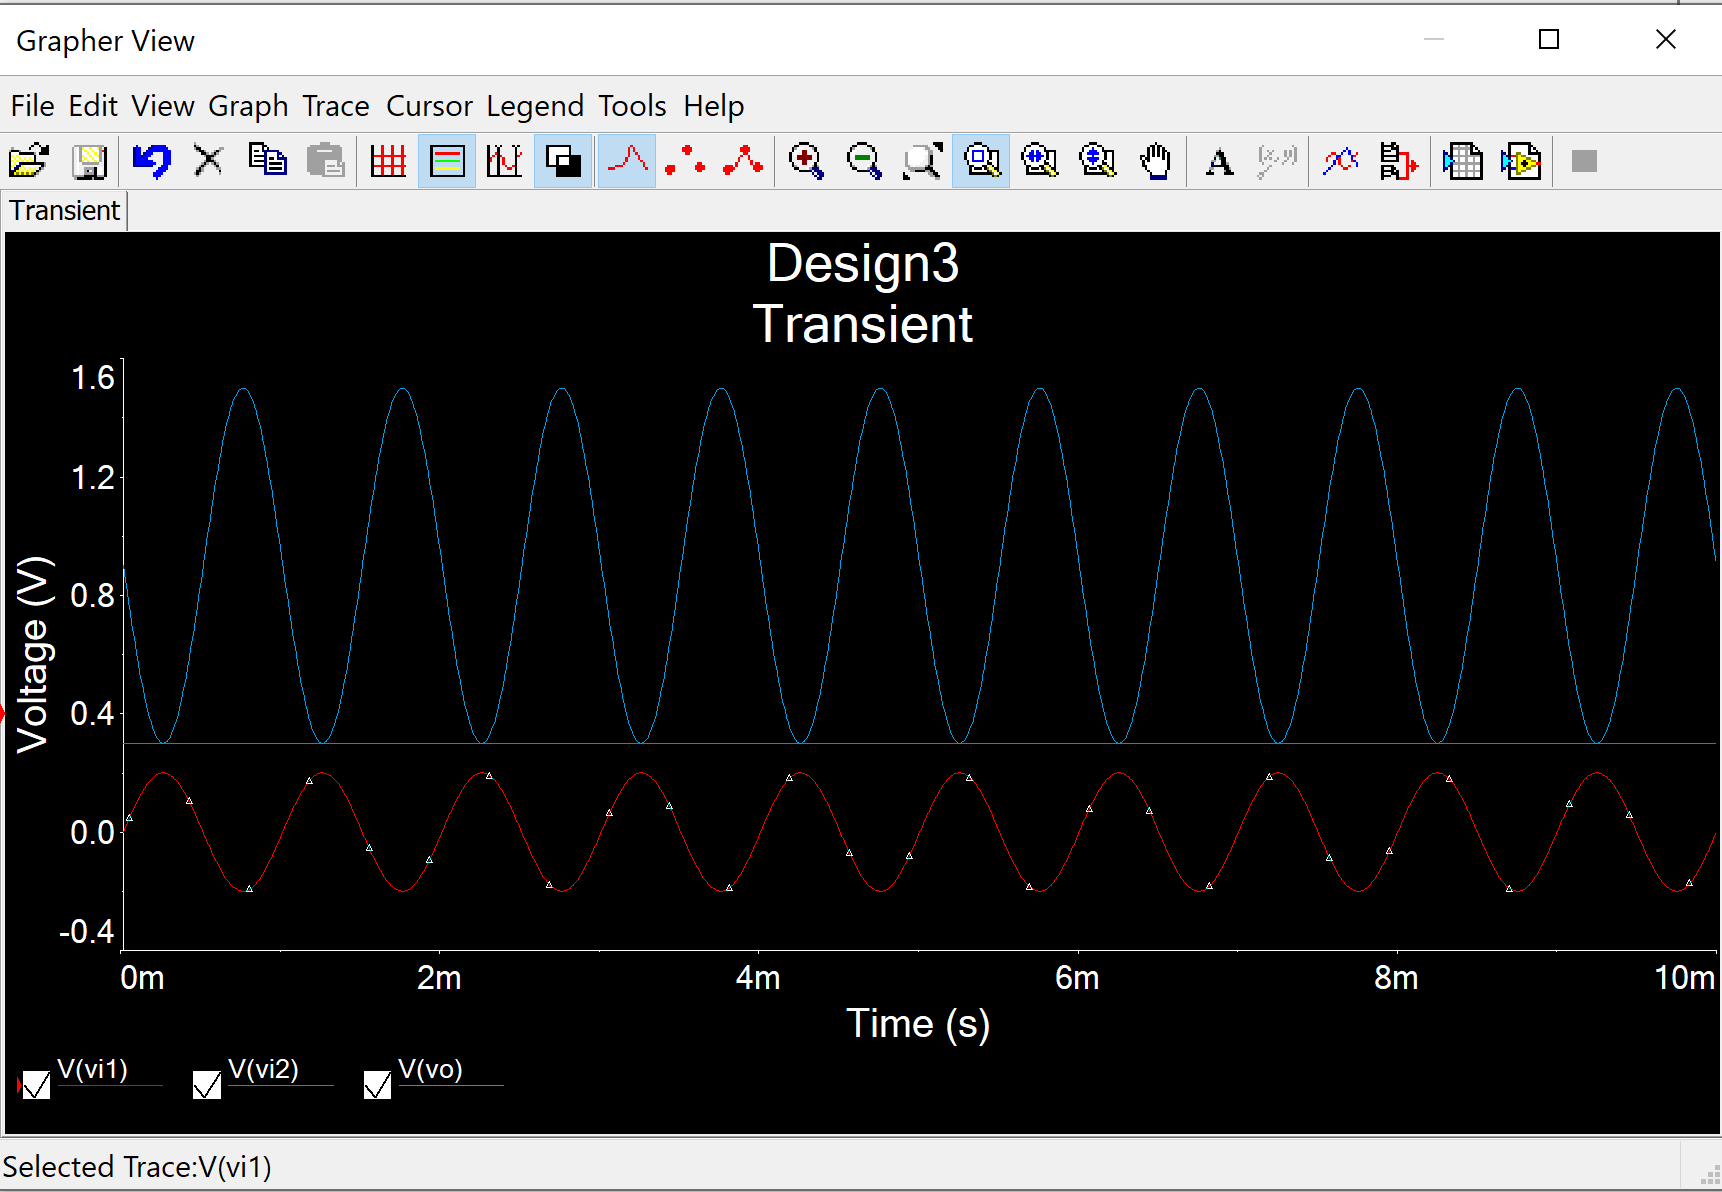 Grapher View
File Edit View Graph Trace Cursor Legend Tools Help
A
Transient
Design3
Transient
1.6
1.2
0.8
0.4
0.0
-0.4
Voltage (V)
0m 2m 4m 6m 8m 10m
Time (s)
V(vi1) V(vi2) V(vo)
Selected Trace:V(vi1)